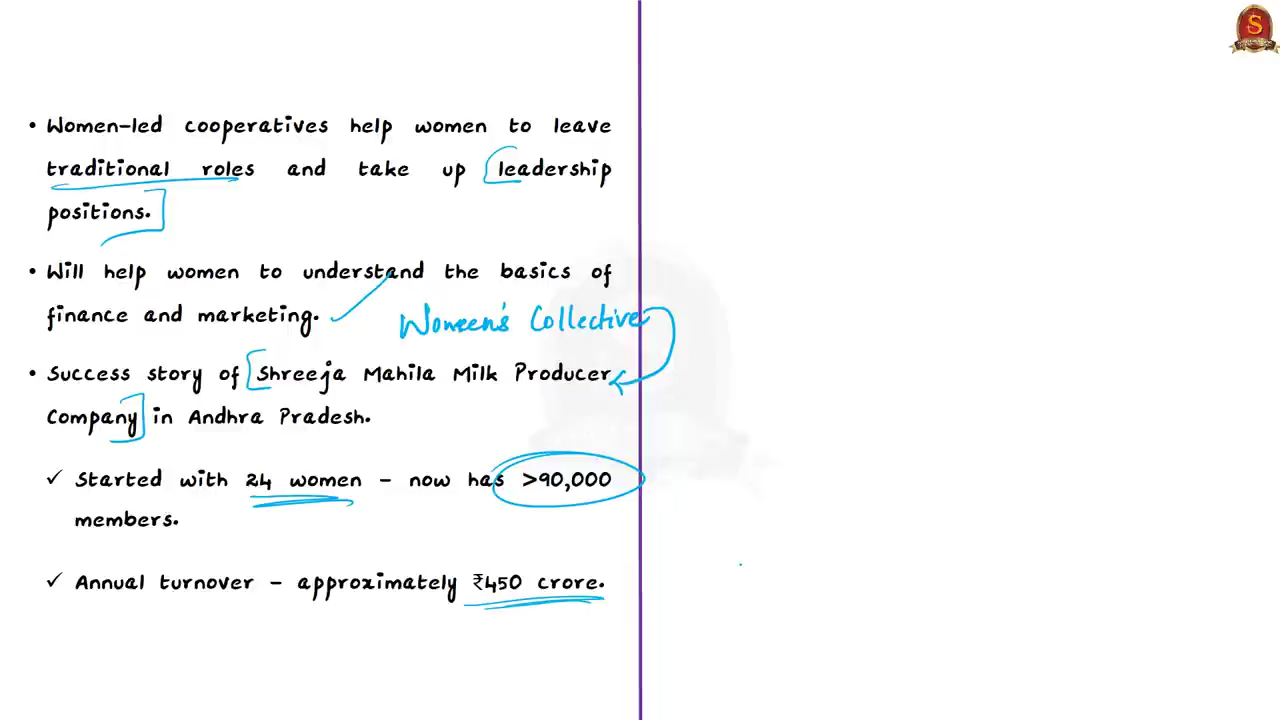 • Women-led cooperatives help women to leave
traditional roles and take up leadership
positions.
• Will help women to understand the basics of
finance and marketing.
Women's Collective
• Success story of Shreeja Mahila Milk Producer
Company in Andhra Pradesh.
✓ Started with 24 women – now has >90,000
members.
✓ Annual turnover – approximately ₹450 crore.
S